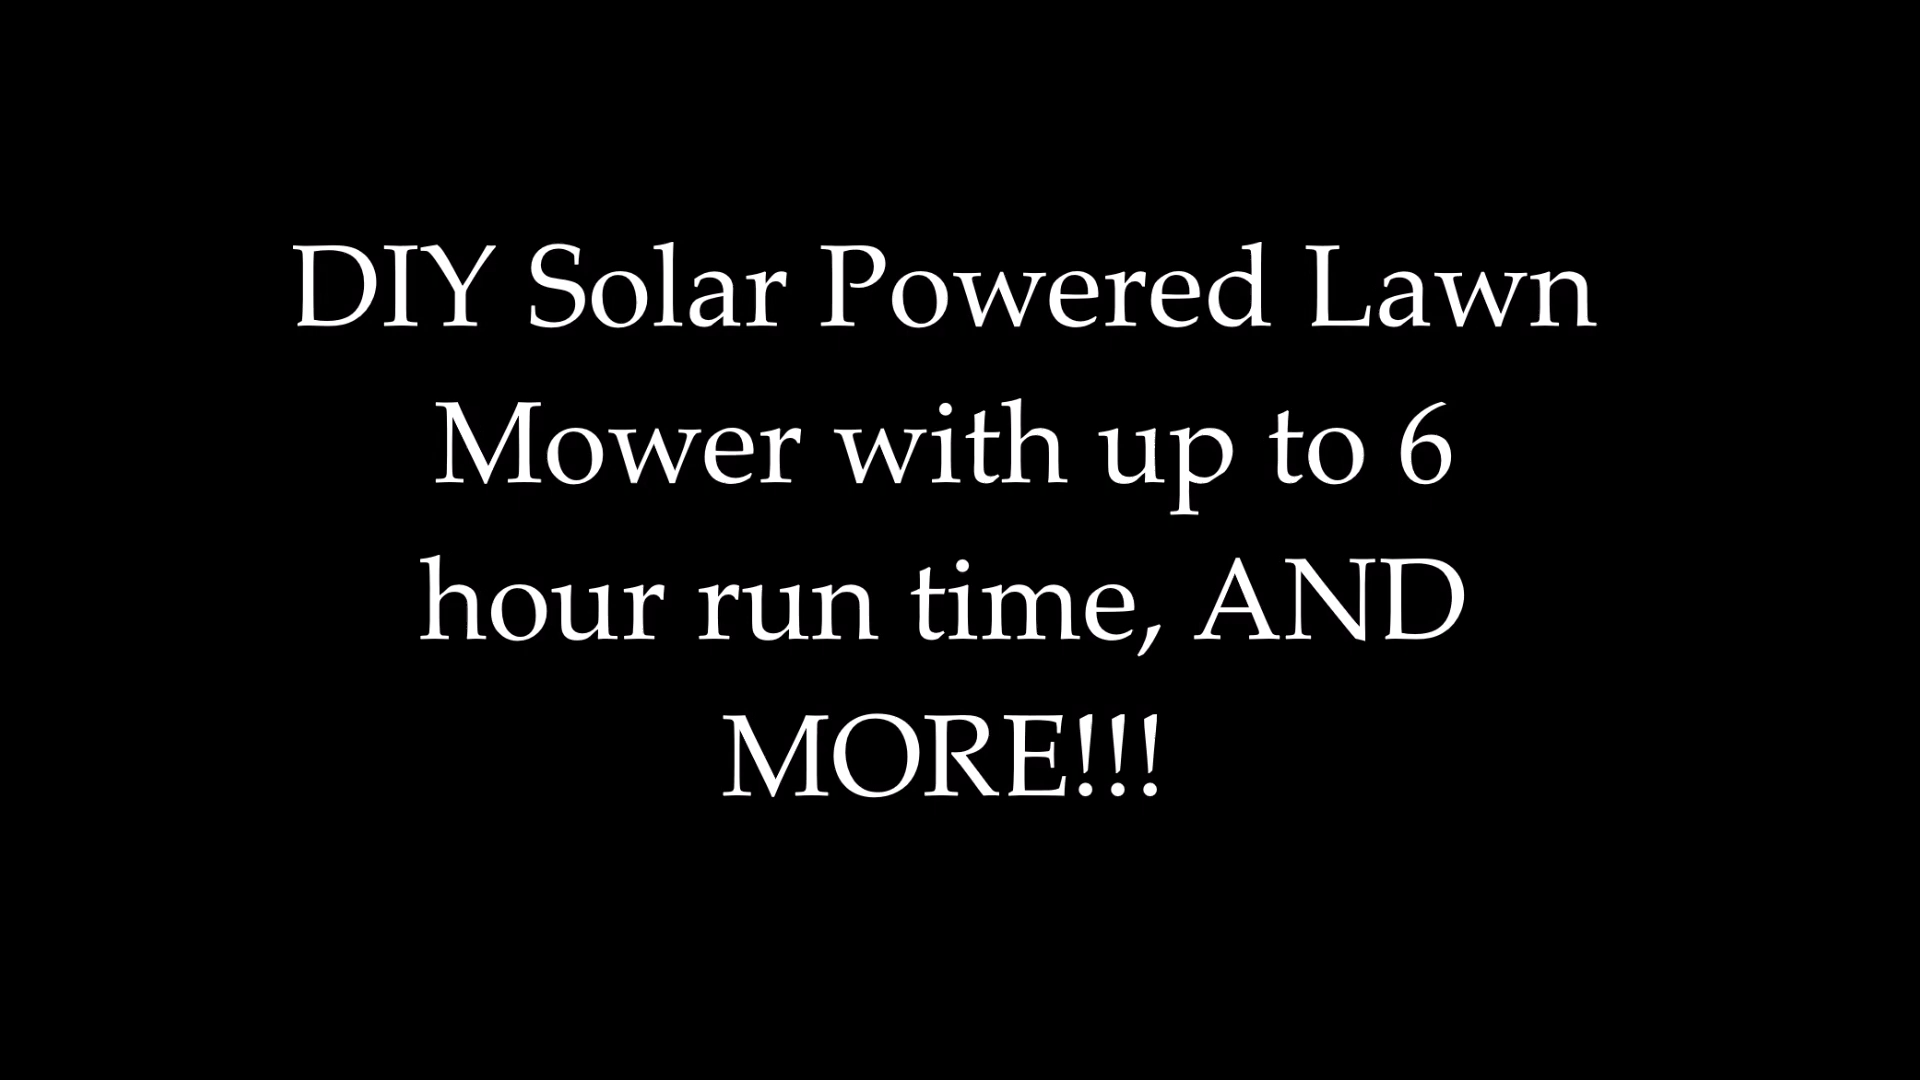 DIY Solar Powered Lawn
Mower with up to 6
hour run time, AND
MORE!!!